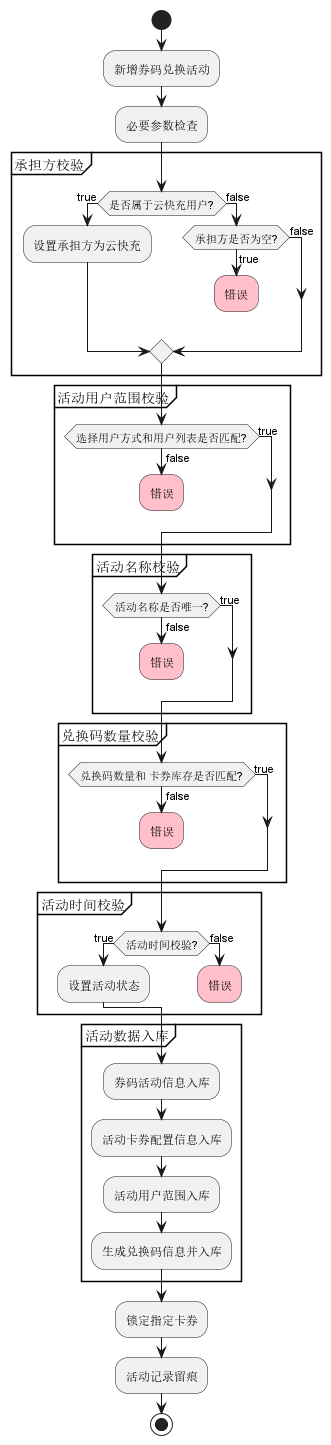 新增券码兑换活动
必要参数检查
承担方校验
true
是否属于云快充用户?
false
设置承担方为云快充
承担方是否为空?
false
true
错误
活动用户范围校验
选择用户方式和用户列表是否匹配?
true
false
错误
活动名称校验
活动名称是否唯一?
true
false
错误
兑换码数量校验
兑换码数量和 卡券库存是否匹配?
true
false
错误
活动时间校验
true
活动时间校验?
false
设置活动状态
错误
活动数据入库
券码活动信息入库
活动卡券配置信息入库
活动用户范围入库
生成兑换码信息并入库
锁定指定卡券
活动记录留痕